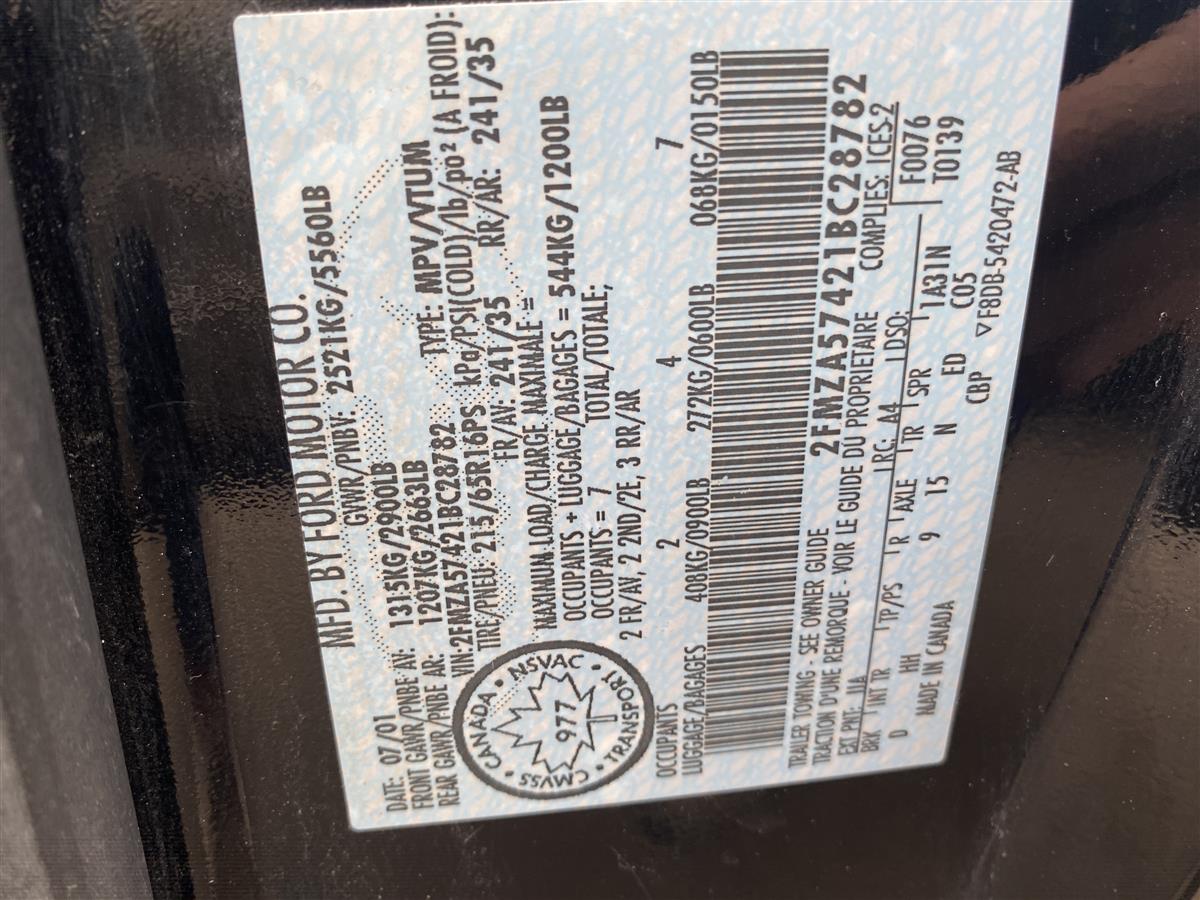 MFD. BY FORD MOTOR CO.
DATE: 07/01 GVWR/PNBV: 2521KG/5560LB
FRONT GAWR/PNBE AV: 1315KG/2900LB
REAR GAWR/PNBE AR: 1207KG/2663LB
VIN: 2FMZA57421BC28782 TYPE: MPV/VTUM
TIRE/PNEU 215/65R16PS kPa/PSI(COLD)/lb/po² (A FROID):
FR/AV: 241/35 RR/AR: 241/35
MAXIMUM LOAD/CHARGE MAXIMALE =
OCCUPANTS + LUGGAGE/BAGAGES = 544KG/1200LB
OCCUPANTS = 7 TOTAL/TOTALE;
2 FR/AV, 2 2ND/2E, 3 RR/AR
CANADA • NSVAC • TRANSPORT • CMVSS •
977
OCCUPANTS 2 4 7
LUGGAGE/BAGAGES 408KG/0900LB 272KG/0600LB 068KG/0150LB
2FMZA57421BC28782
TRAILER TOWING - SEE OWNER GUIDE
TRACTION D'UNE REMORQUE - VOIR LE GUIDE DU PROPRIETAIRE COMPLIES: ICES-2
EXT PNT: UA RC: A4 DSO: F0076
BRK INT TR TP/PS R AXLE TR SPR T0139
D HH 9 15 N ED 1A31N C05
MADE IN CANADA CBP ▽F8DB-5420472-AB